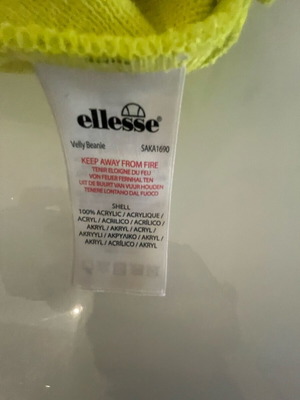 ellesse®
Velly Beanie SAKA1690
KEEP AWAY FROM FIRE
TENIR ELOIGNE DU FEU
VON FEUER FERNHALTEN
UIT DE BUURT VAN VUUR HOUDEN
TENERE LONTANO DAL FUOCO
SHELL
100% ACRYLIC / ACRYLIQUE /
ACRYL / ACRILICO / ACRÍLICO /
AKRYL / AKRYL / ACRYL /
AKRYYLI / ΑΚΡΥΛΙΚΟ / AKRYL /
AKRYL / ACRÍLICO / AKRYL